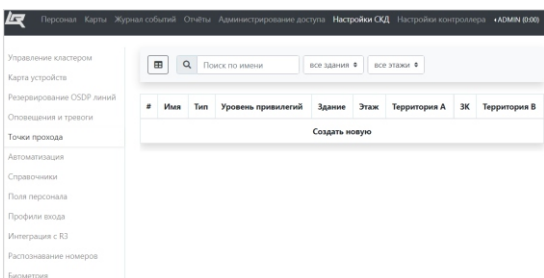 Персонал Карты Журнал событий Отчёты Администрирование доступа Настройки СКД Настройки контроллера ADMIN (0:00)
Управление кластером
Карта устройств
Резервирование OSDP линий
Оповещения и тревоги
Точки прохода
Автоматизация
Справочники
Поля персонала
Профили входа
Интеграция с R3
Распознавание номеров
Биометрия
Поиск по имени все здания все этажи
# Имя Тип Уровень привилегий Здание Этаж Территория A ЗК Территория B
Создать новую